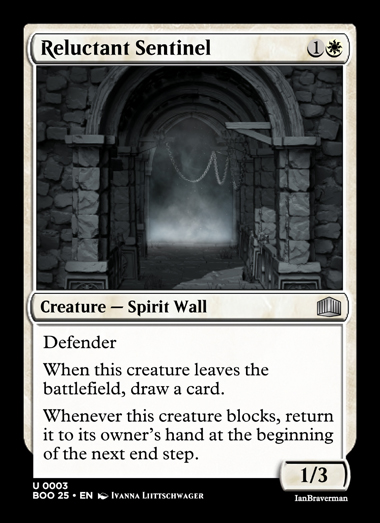 Reluctant Sentinel 1
Creature — Spirit Wall
Defender
When this creature leaves the
battlefield, draw a card.
Whenever this creature blocks, return
it to its owner's hand at the beginning
of the next end step.
1/3
U 0003
BOO 25 • EN Ivanna Liittschwager
IanBraverman